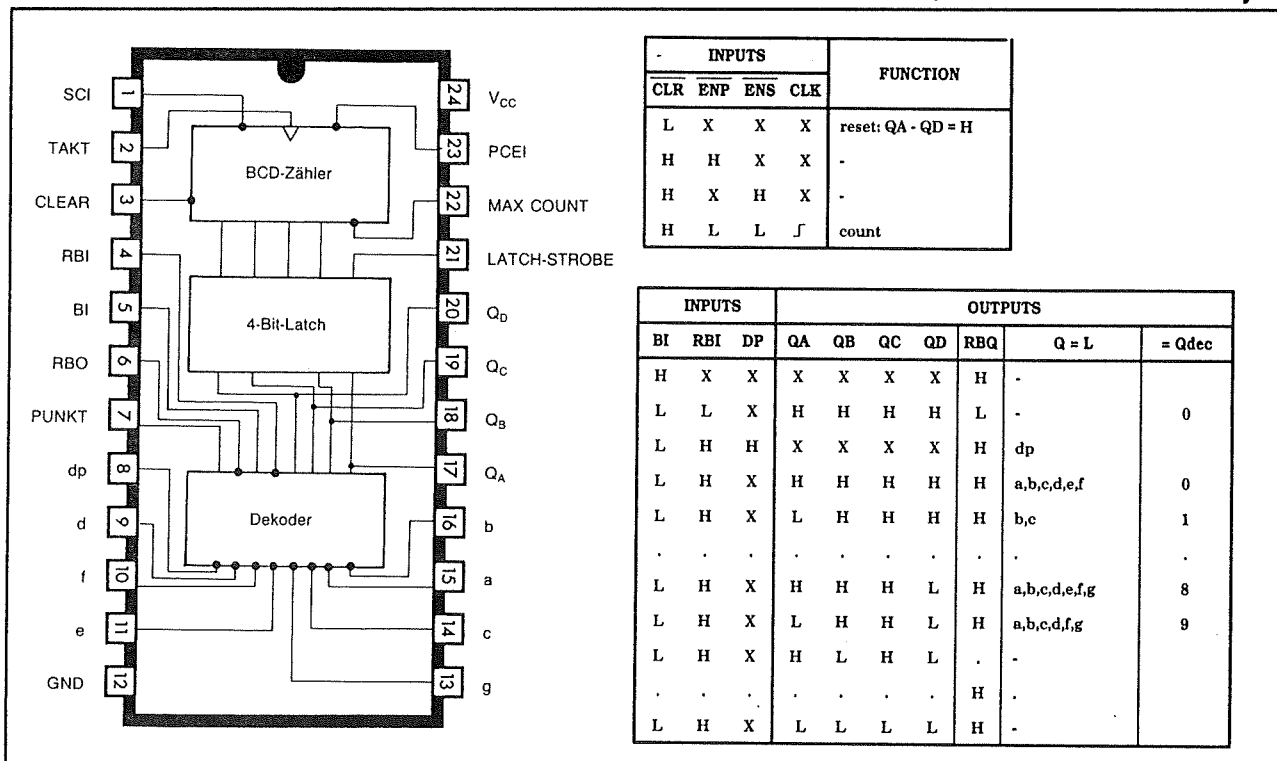 SCI 1
TAKT 2
CLEAR 3
RBI 4
BI 5
RBO 6
PUNKT 7
dp 8
d 9
f 10
e 11
GND 12
24 VCC
23 PCEI
22 MAX COUNT
21 LATCH-STROBE
20 QD
19 QC
18 QB
17 QA
16 b
15 a
14 c
13 g
BCD-Zähler
4-Bit-Latch
Dekoder
- INPUTS FUNCTION
CLR ENP ENS CLK
L X X X reset: QA - QD = H
H H X X -
H X H X -
H L L count
INPUTS OUTPUTS
BI RBI DP QA QB QC QD RBQ Q = L = Qdec
H X X X X X X H -
L L X H H H H L - 0
L H H X X X X H dp
L H X H H H H H a,b,c,d,e,f 0
L H X L H H H H b,c 1
. . . . . . . . . .
L H X H H H L H a,b,c,d,e,f,g 8
L H X L H H L H a,b,c,d,f,g 9
L H X H L H L . -
. . . . . . . H .
L H X L L L L H -